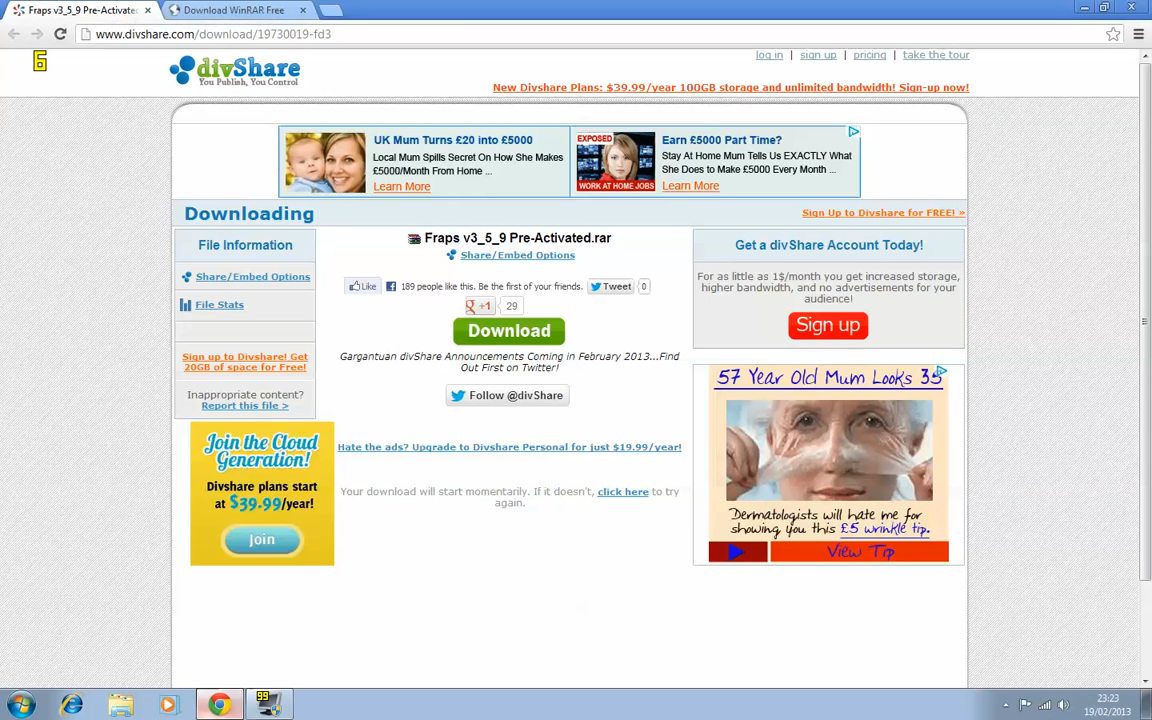 Fraps v3_5_9 Pre-Activated
Download WinRAR Free
www.divshare.com/download/19730019-fd3
6
log in | sign up | pricing | take the tour
divShare
You Publish, You Control
New Divshare Plans: $39.99/year 100GB storage and unlimited bandwidth! Sign-up now!
UK Mum Turns £20 into £5000
Local Mum Spills Secret On How She Makes
£5000/Month From Home ...
Learn More
EXPOSED
WORK AT HOME JOBS
Earn £5000 Part Time?
Stay At Home Mum Tells Us EXACTLY What
She Does to Make £5000 Every Month ...
Learn More
Downloading
Sign Up to Divshare for FREE! »
File Information
Share/Embed Options
File Stats
Sign up to Divshare! Get
20GB of space for Free!
Inappropriate content?
Report this file >
Join the Cloud
Generation!
Divshare plans start
at $39.99/year!
Join
Fraps v3_5_9 Pre-Activated.rar
Share/Embed Options
Like
189 people like this. Be the first of your friends.
Tweet
0
+1
29
Download
Gargantuan divShare Announcements Coming in February 2013...Find
Out First on Twitter!
Follow @divShare
Hate the ads? Upgrade to Divshare Personal for just $19.99/year!
Your download will start momentarily. If it doesn't, click here to try
again.
Get a divShare Account Today!
For as little as 1$/month you get increased storage,
higher bandwidth, and no advertisements for your
audience!
Sign up
57 Year Old Mum Looks 35
Dermatologists will hate me for
showing you this £5 wrinkle tip.
View Tip
99
23:23
19/02/2013